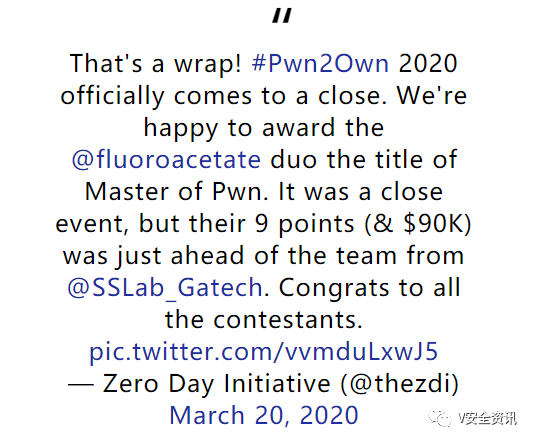 "
That's a wrap! #Pwn2Own 2020
officially comes to a close. We're
happy to award the
@fluoroacetate duo the title of
Master of Pwn. It was a close
event, but their 9 points (& $90K)
was just ahead of the team from
@SSLab_Gatech. Congrats to all
the contestants.
pic.twitter.com/vvmduLxwJ5
— Zero Day Initiative (@thezdi)
March 20, 2020
V安全资讯